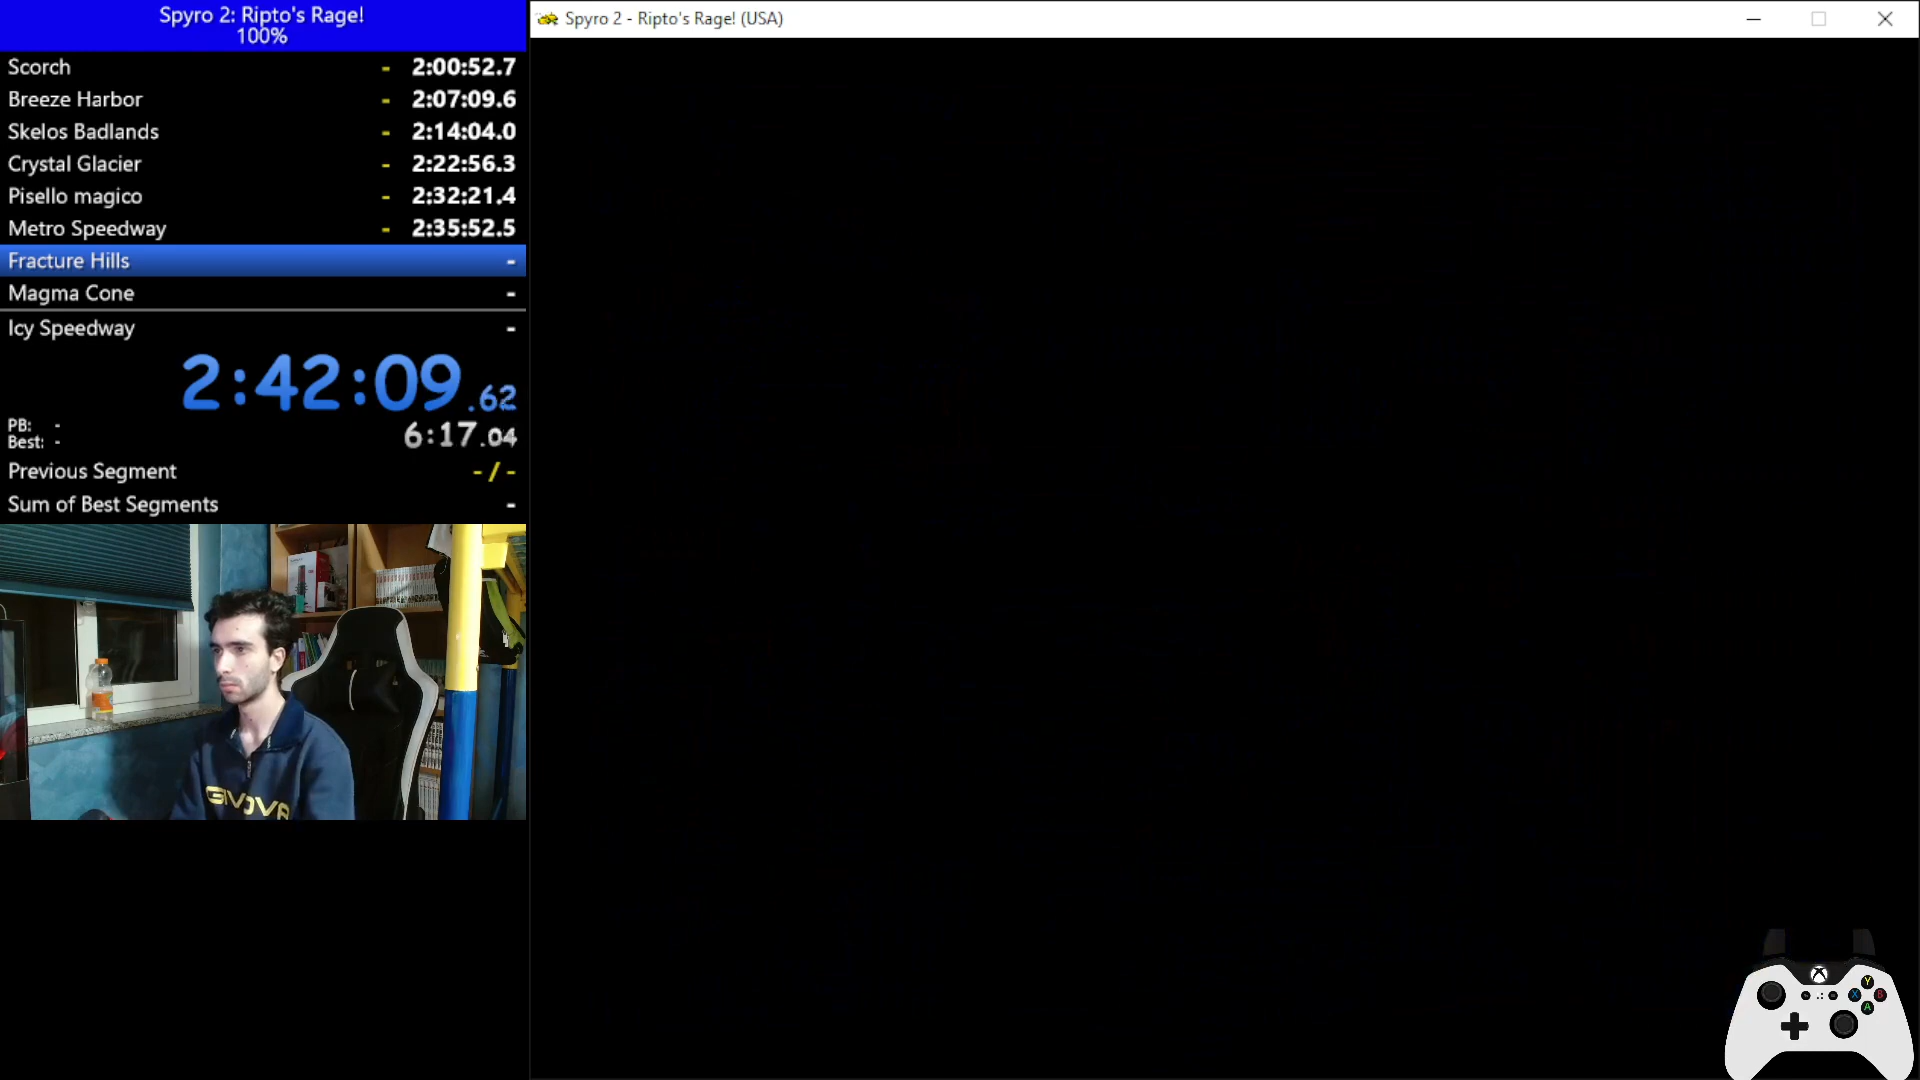 Spyro 2: Ripto's Rage!
100%
Scorch - 2:00:52.7
Breeze Harbor - 2:07:09.6
Skelos Badlands - 2:14:04.0
Crystal Glacier - 2:22:56.3
Pisello magico - 2:32:21.4
Metro Speedway - 2:35:52.5
Fracture Hills -
Magma Cone -
Icy Speedway -
2:42:09.62
PB: -
Best: -
6:17.04
Previous Segment - / -
Sum of Best Segments -
GIVOVA
Spyro 2 - Ripto's Rage! (USA)
Y
X B
A